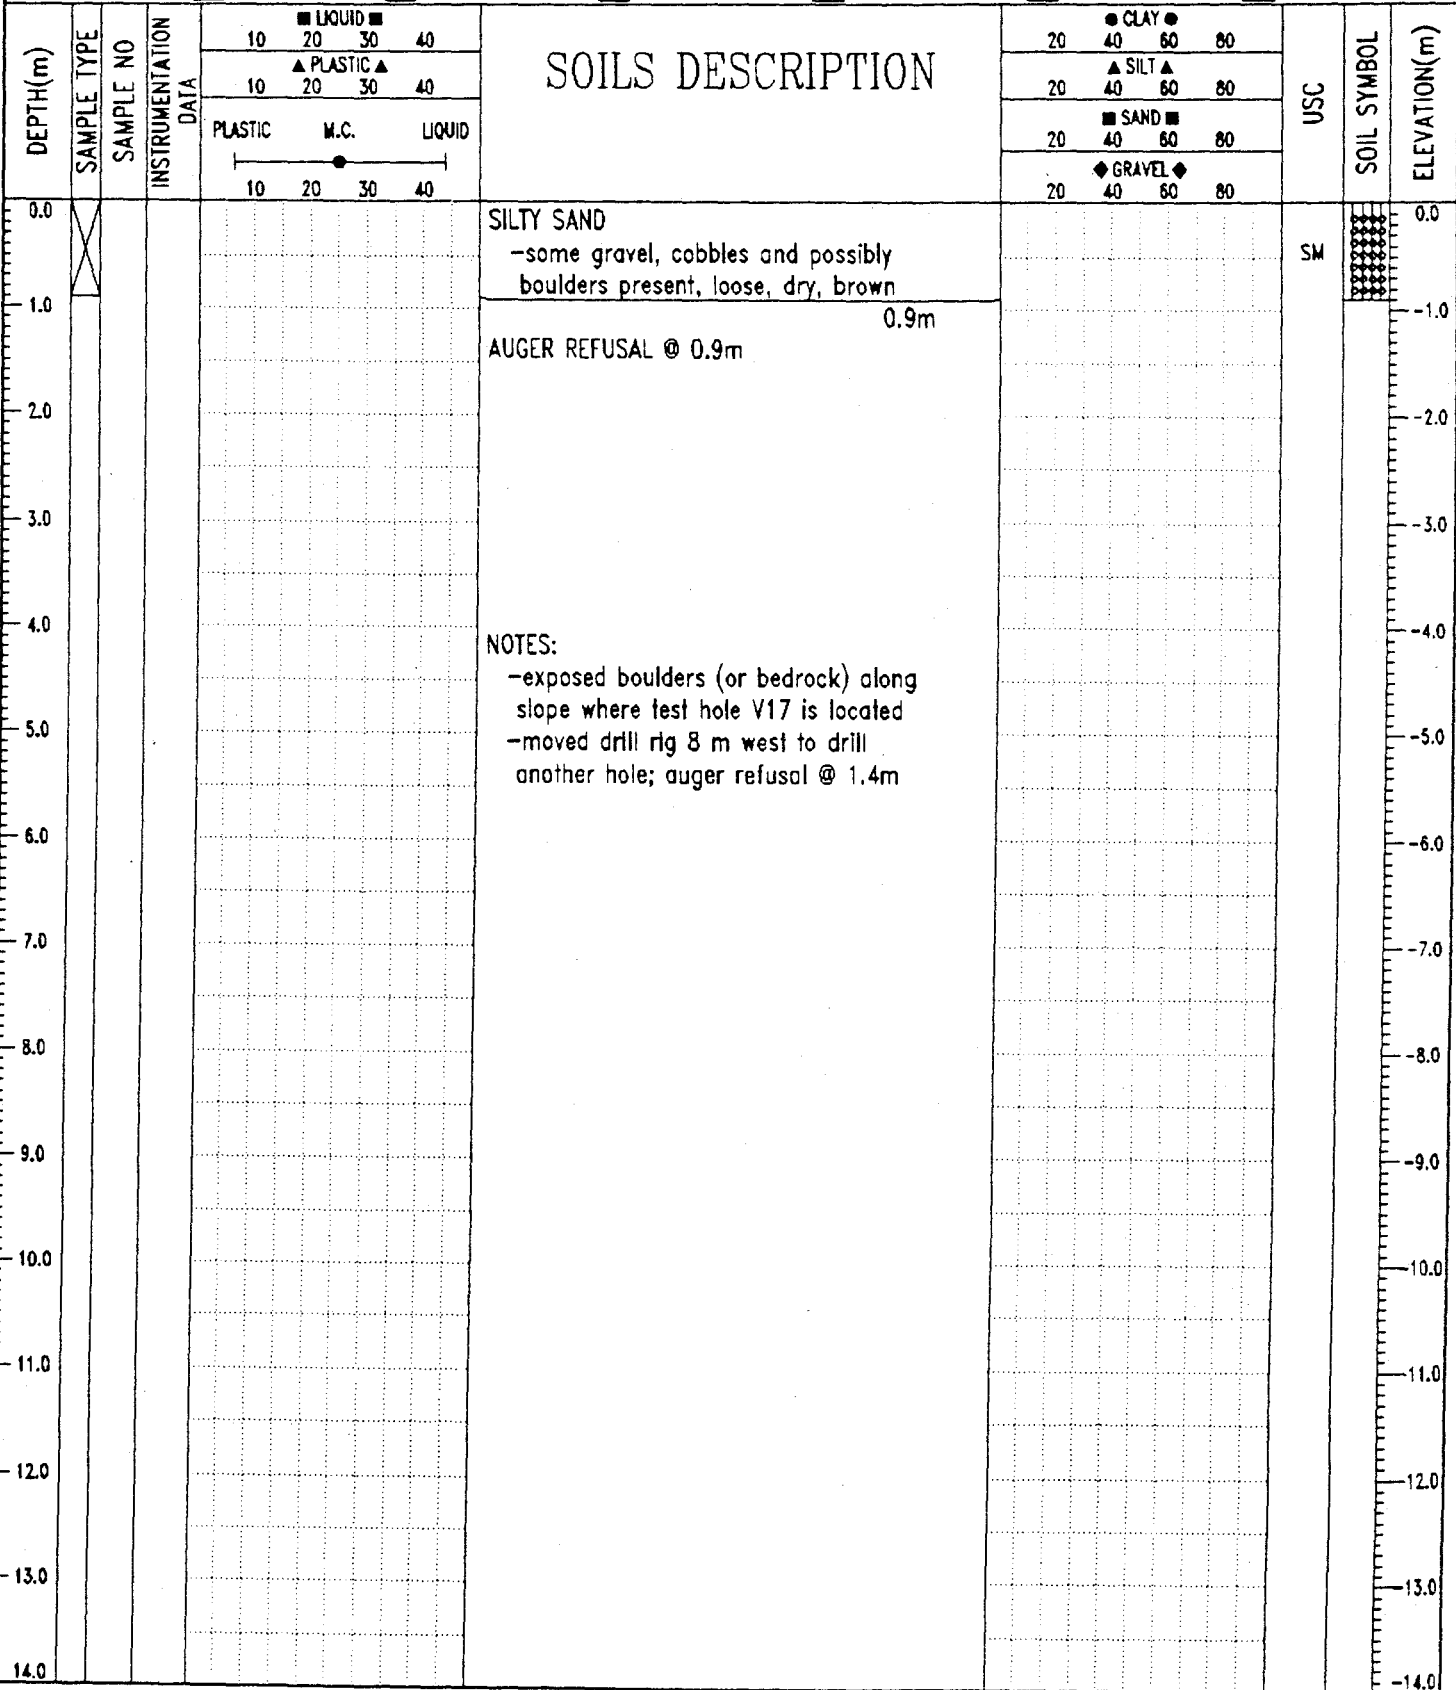 DEPTH(m)
SAMPLE TYPE
SAMPLE NO
INSTRUMENTATION
DATA
■ LIQUID ■
10 20 30 40
▲ PLASTIC ▲
10 20 30 40
PLASTIC M.C. LIQUID
10 20 30 40
SOILS DESCRIPTION
● CLAY ●
20 40 60 80
▲ SILT ▲
20 40 60 80
■ SAND ■
20 40 60 80
◆ GRAVEL ◆
20 40 60 80
USC
SOIL SYMBOL
ELEVATION(m)
0.0
1.0
2.0
3.0
4.0
5.0
6.0
7.0
8.0
9.0
10.0
11.0
12.0
13.0
14.0
SILTY SAND
-some gravel, cobbles and possibly
boulders present, loose, dry, brown
0.9m
AUGER REFUSAL @ 0.9m
NOTES:
-exposed boulders (or bedrock) along
slope where test hole V17 is located
-moved drill rig 8 m west to drill
another hole; auger refusal @ 1.4m
SM
0.0
-1.0
-2.0
-3.0
-4.0
-5.0
-6.0
-7.0
-8.0
-9.0
-10.0
-11.0
-12.0
-13.0
-14.0